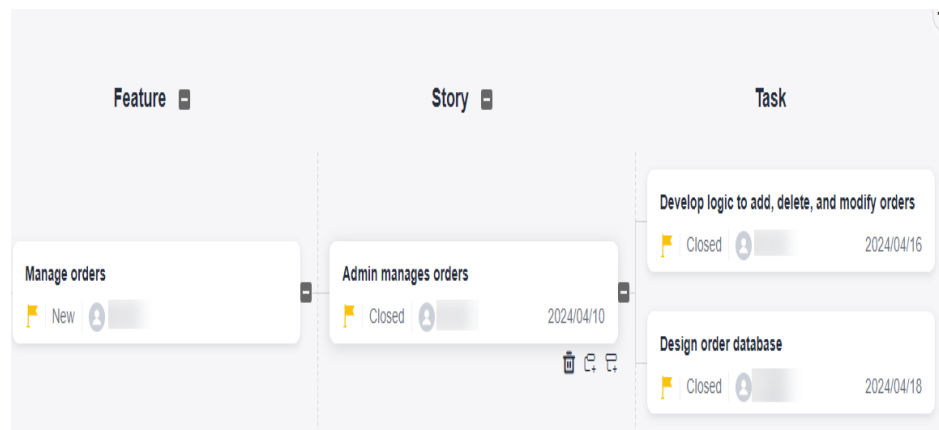 Feature
Story
Task
Develop logic to add, delete, and modify orders
Closed
2024/04/16
Manage orders
New
Admin manages orders
Closed
2024/04/10
Design order database
Closed
2024/04/18